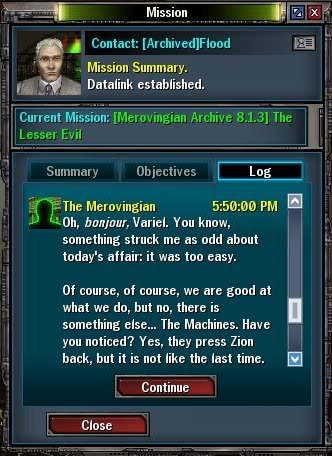 Mission
Contact: [Archived]Flood
Mission Summary.
Datalink established.
Current Mission: [Merovingian Archive 8.1.3] The
Lesser Evil
Summary
Objectives
Log
The Merovingian 5:50:00 PM
Oh, bonjour, Variel. You know,
something struck me as odd about
today's affair: it was too easy.
Of course, of course, we are good at
what we do, but no, there is
something else... The Machines. Have
you noticed? Yes, they press Zion
back, but it is not like the last time.
Continue
Close